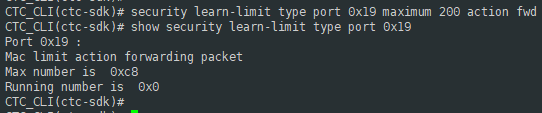 CTC_CLI(ctc-sdk)# security learn-limit type port 0x19 maximum 200 action fwd
CTC_CLI(ctc-sdk)# show security learn-limit type port 0x19
Port 0x19 :
Mac limit action forwarding packet
Max number is  0xc8
Running number is  0x0
CTC_CLI(ctc-sdk)#